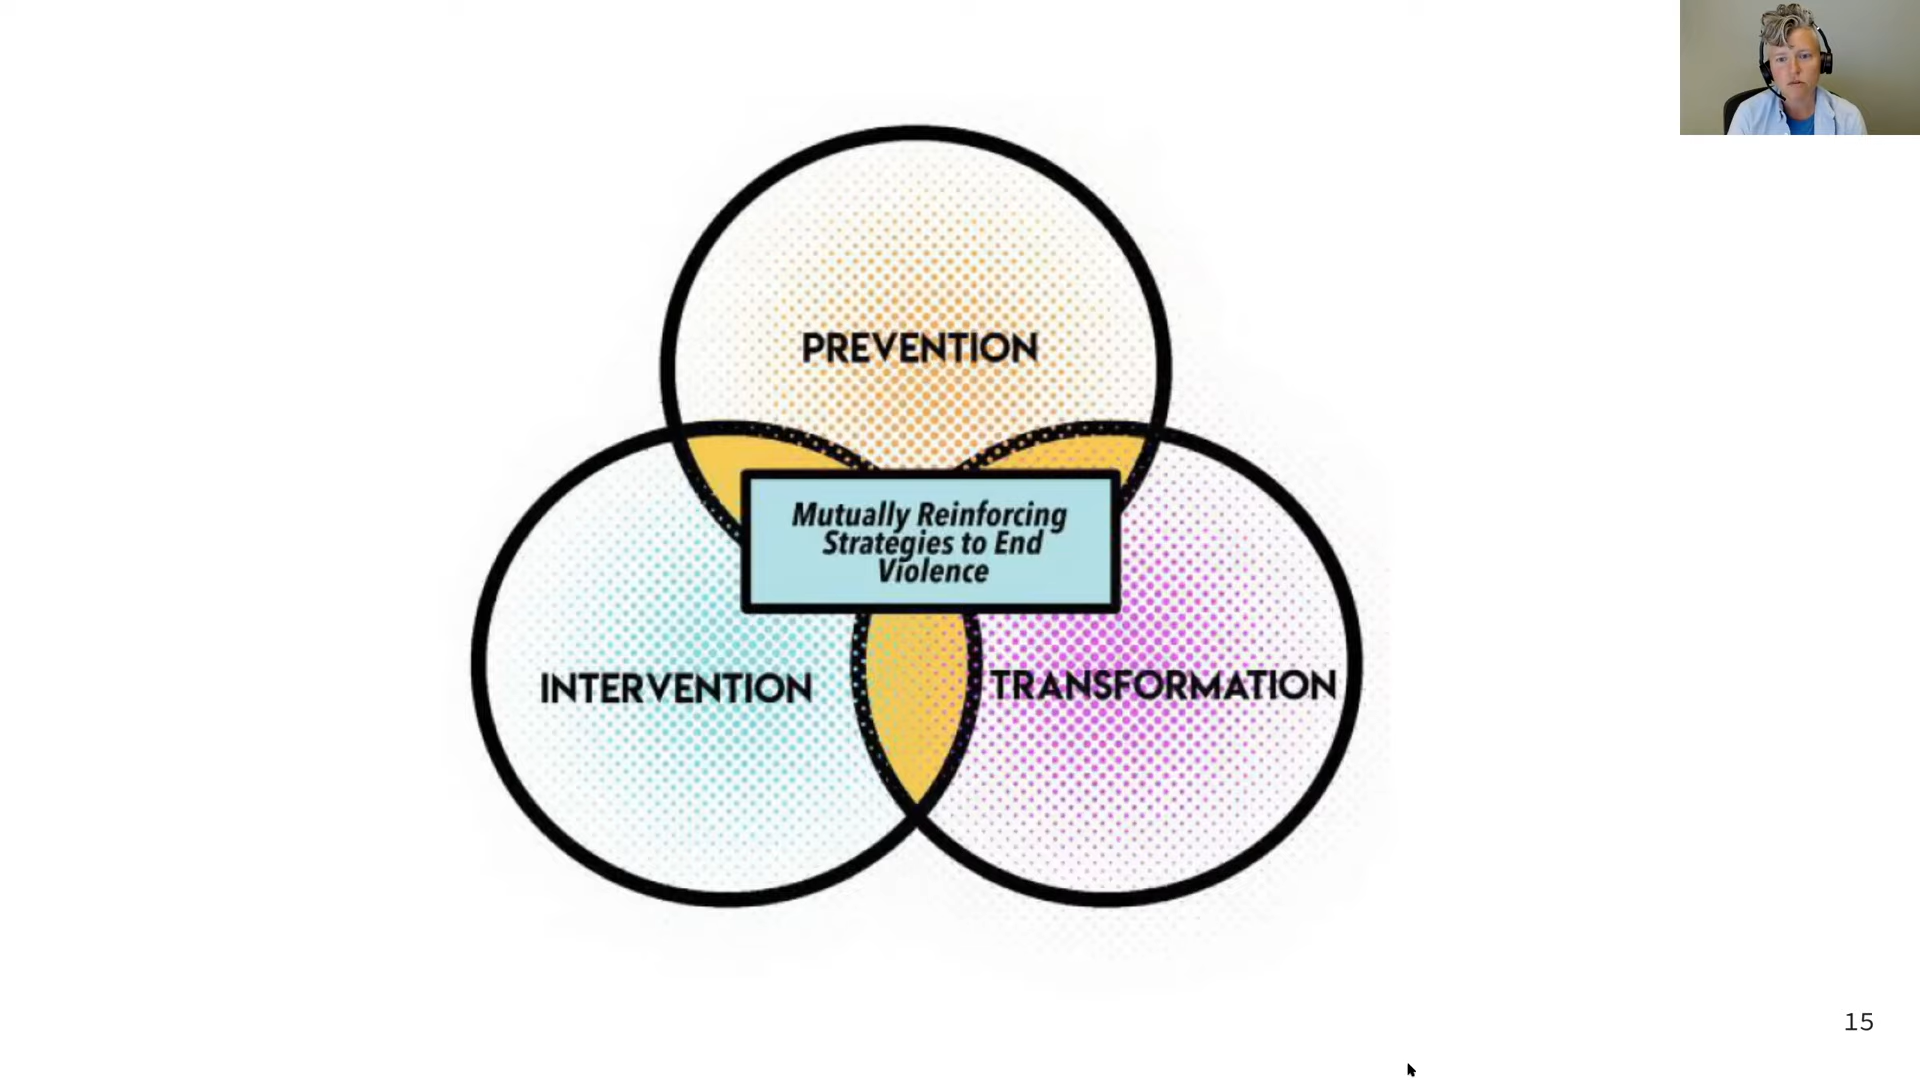 PREVENTION
Mutually Reinforcing
Strategies to End
Violence
INTERVENTION
TRANSFORMATION
15